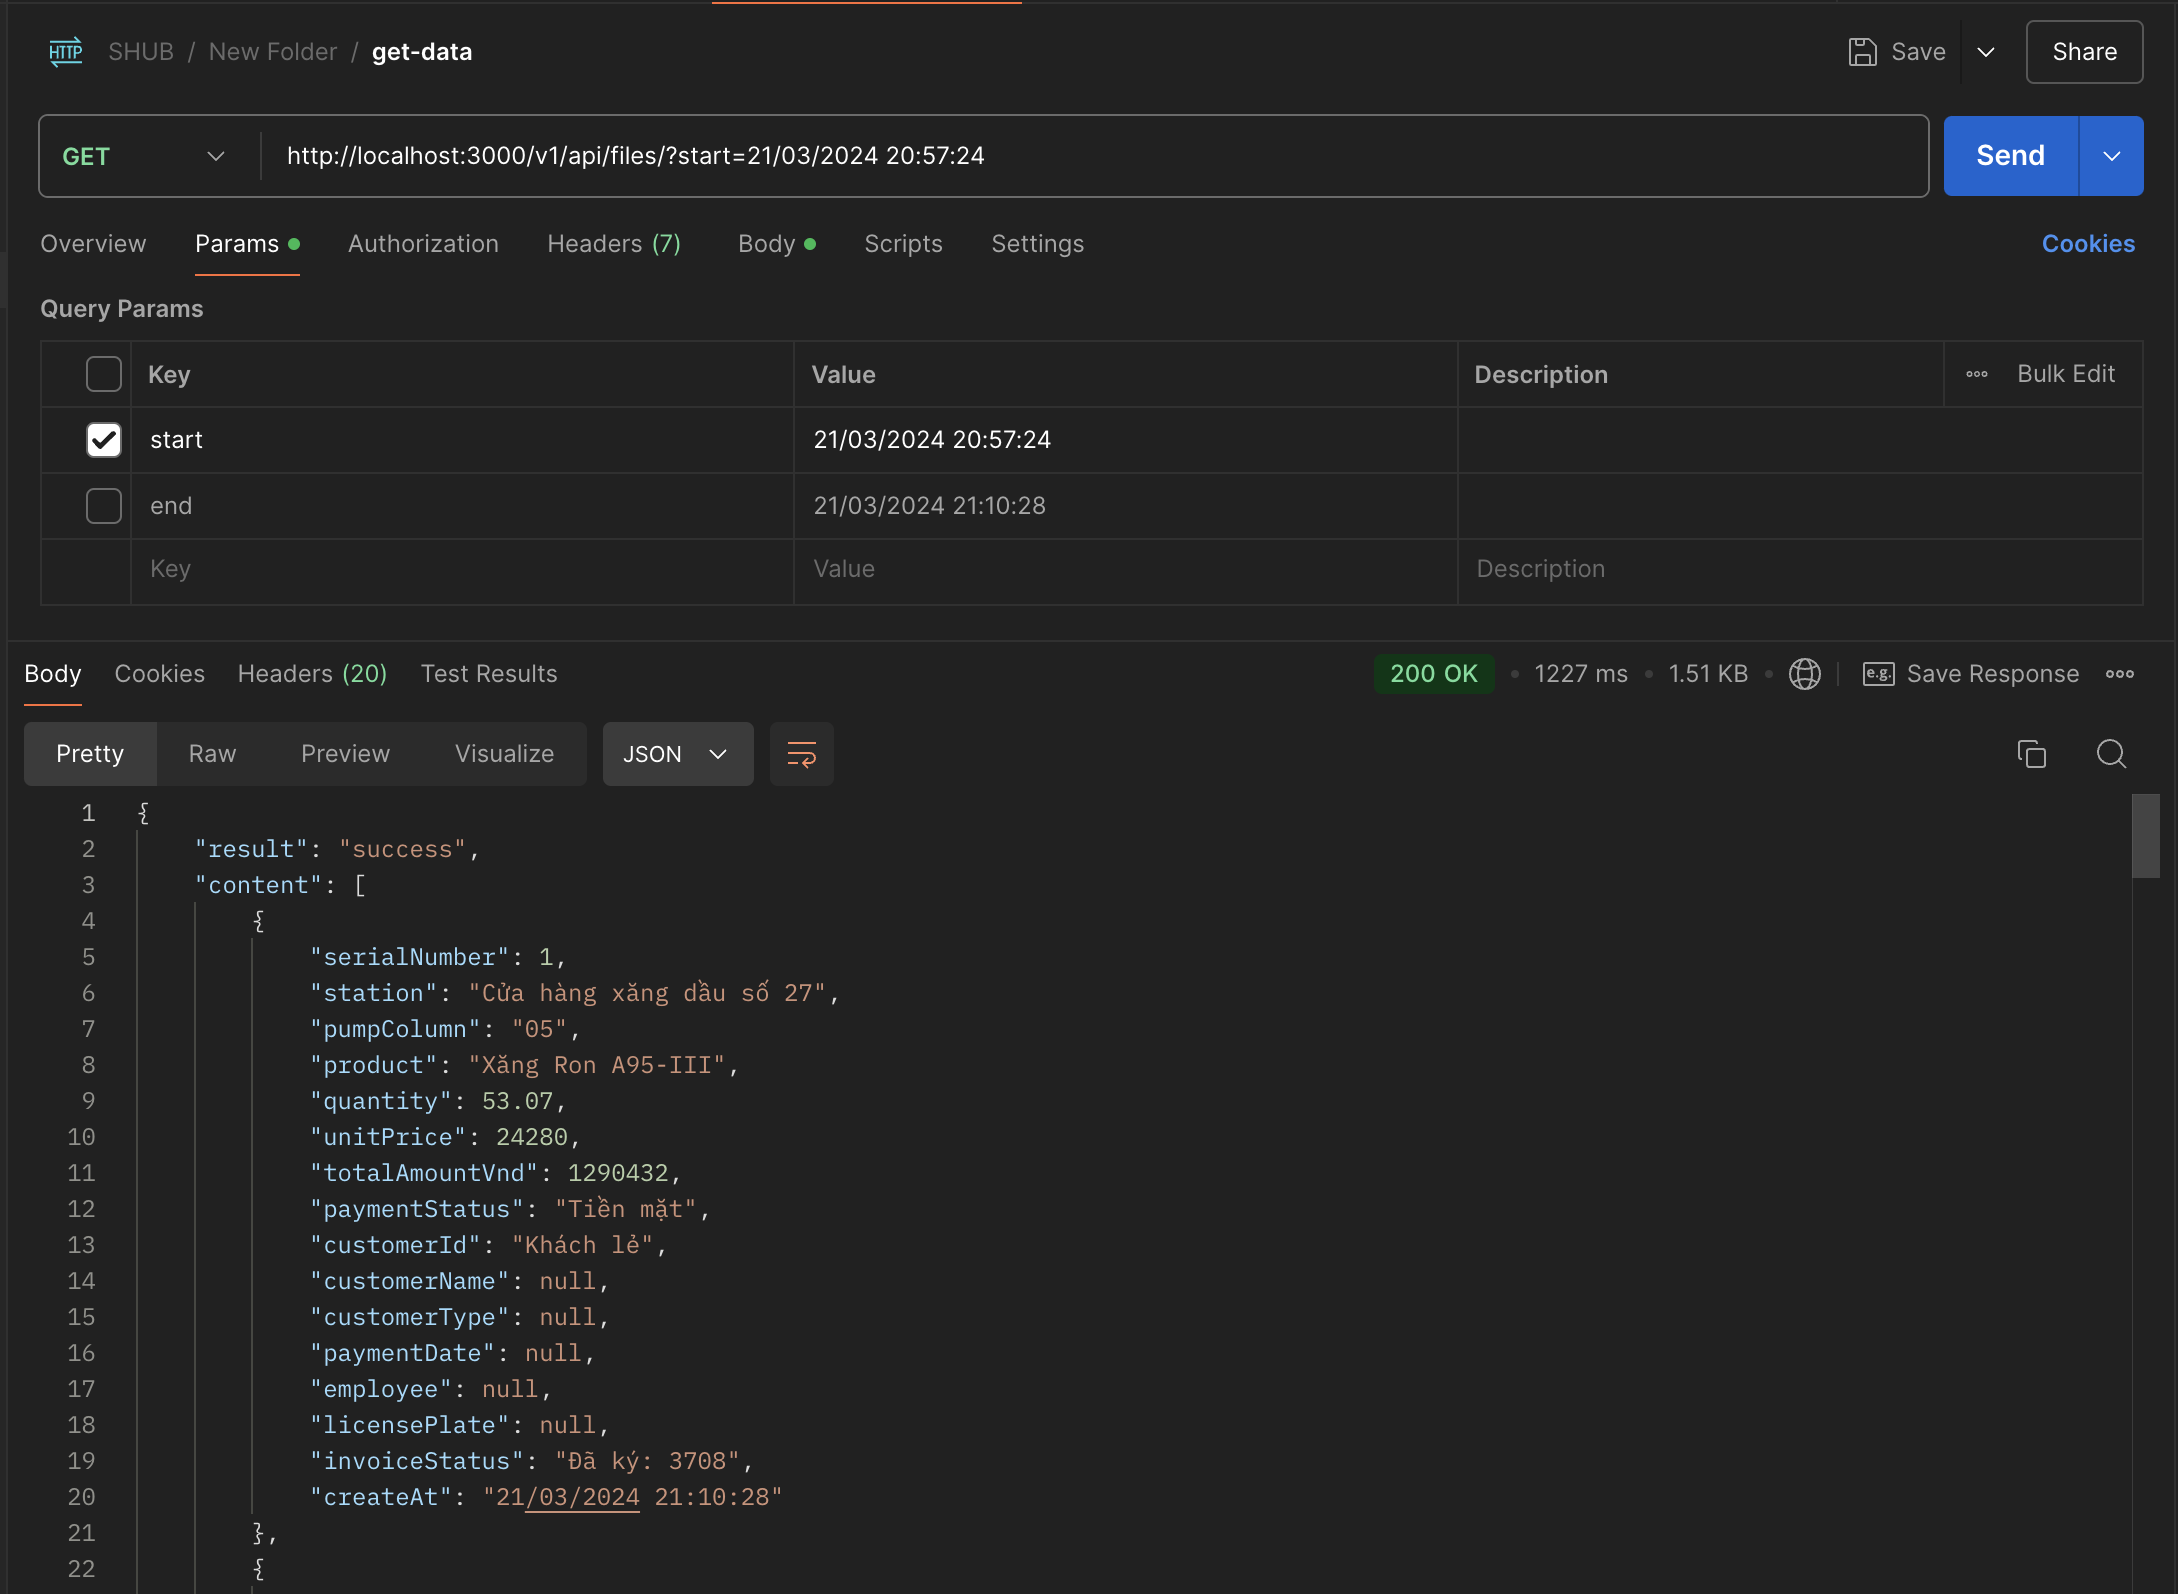 HTTP SHUB / New Folder / get-data Save Share
GET http://localhost:3000/v1/api/files/?start=21/03/2024 20:57:24 Send
Overview Params Authorization Headers (7) Body Scripts Settings Cookies
Query Params
Key Value Description Bulk Edit
start 21/03/2024 20:57:24
end 21/03/2024 21:10:28
Key Value Description
Body Cookies Headers (20) Test Results 200 OK • 1227 ms • 1.51 KB • e.g. Save Response
Pretty Raw Preview Visualize JSON
1 {
2 "result": "success",
3 "content": [
4 {
5 "serialNumber": 1,
6 "station": "Cửa hàng xăng dầu số 27",
7 "pumpColumn": "05",
8 "product": "Xăng Ron A95-III",
9 "quantity": 53.07,
10 "unitPrice": 24280,
11 "totalAmountVnd": 1290432,
12 "paymentStatus": "Tiền mặt",
13 "customerId": "Khách lẻ",
14 "customerName": null,
15 "customerType": null,
16 "paymentDate": null,
17 "employee": null,
18 "licensePlate": null,
19 "invoiceStatus": "Đã ký: 3708",
20 "createAt": "21/03/2024 21:10:28"
21 },
22 {